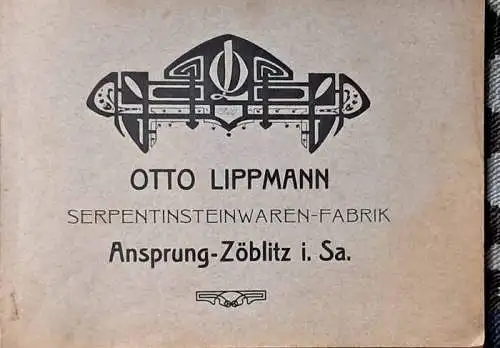 OTTO LIPPMANN
SERPENTINSTEINWAREN-FABRIK
Ansprung-Zöblitz i. Sa.